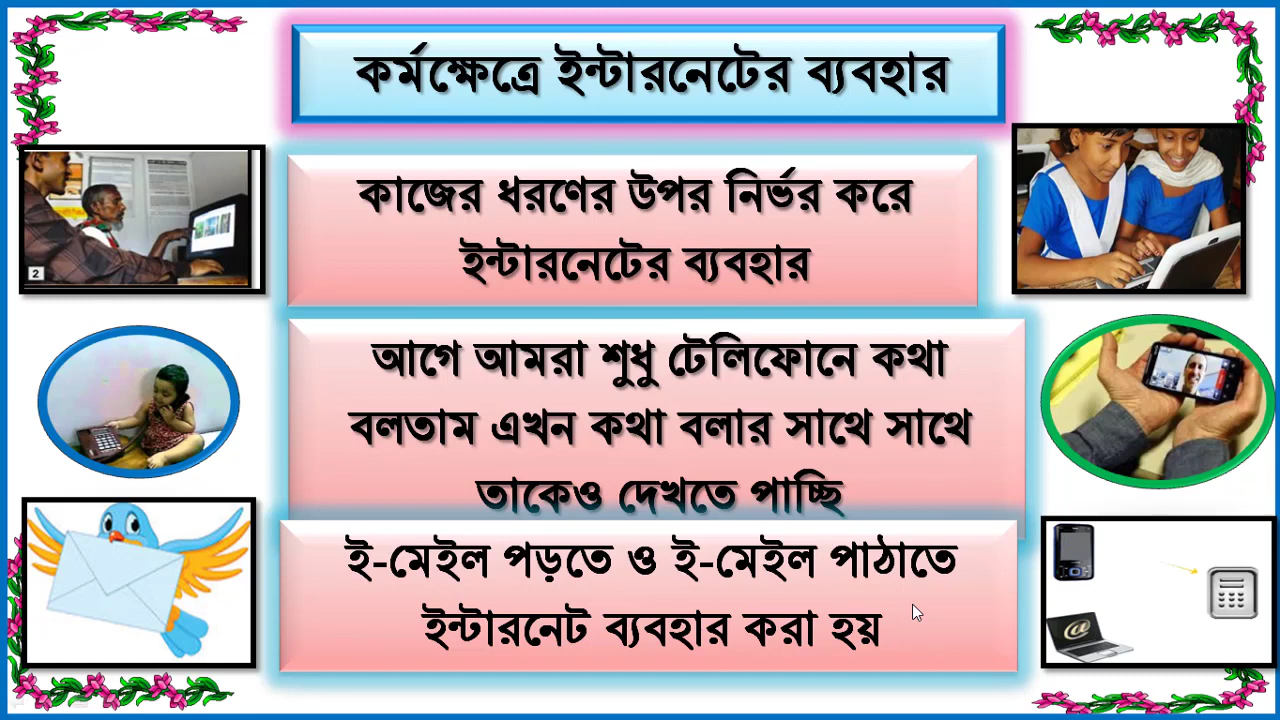 কর্মক্ষেত্রে ইন্টারনেটের ব্যবহার
কাজের ধরণের উপর নির্ভর করে
ইন্টারনেটের ব্যবহার
আগে আমরা শুধু টেলিফোনে কথা
বলতাম এখন কথা বলার সাথে সাথে
তাকেও দেখতে পাচ্ছি
ই-মেইল পড়তে ও ই-মেইল পাঠাতে
ইন্টারনেট ব্যবহার করা হয়
2
@